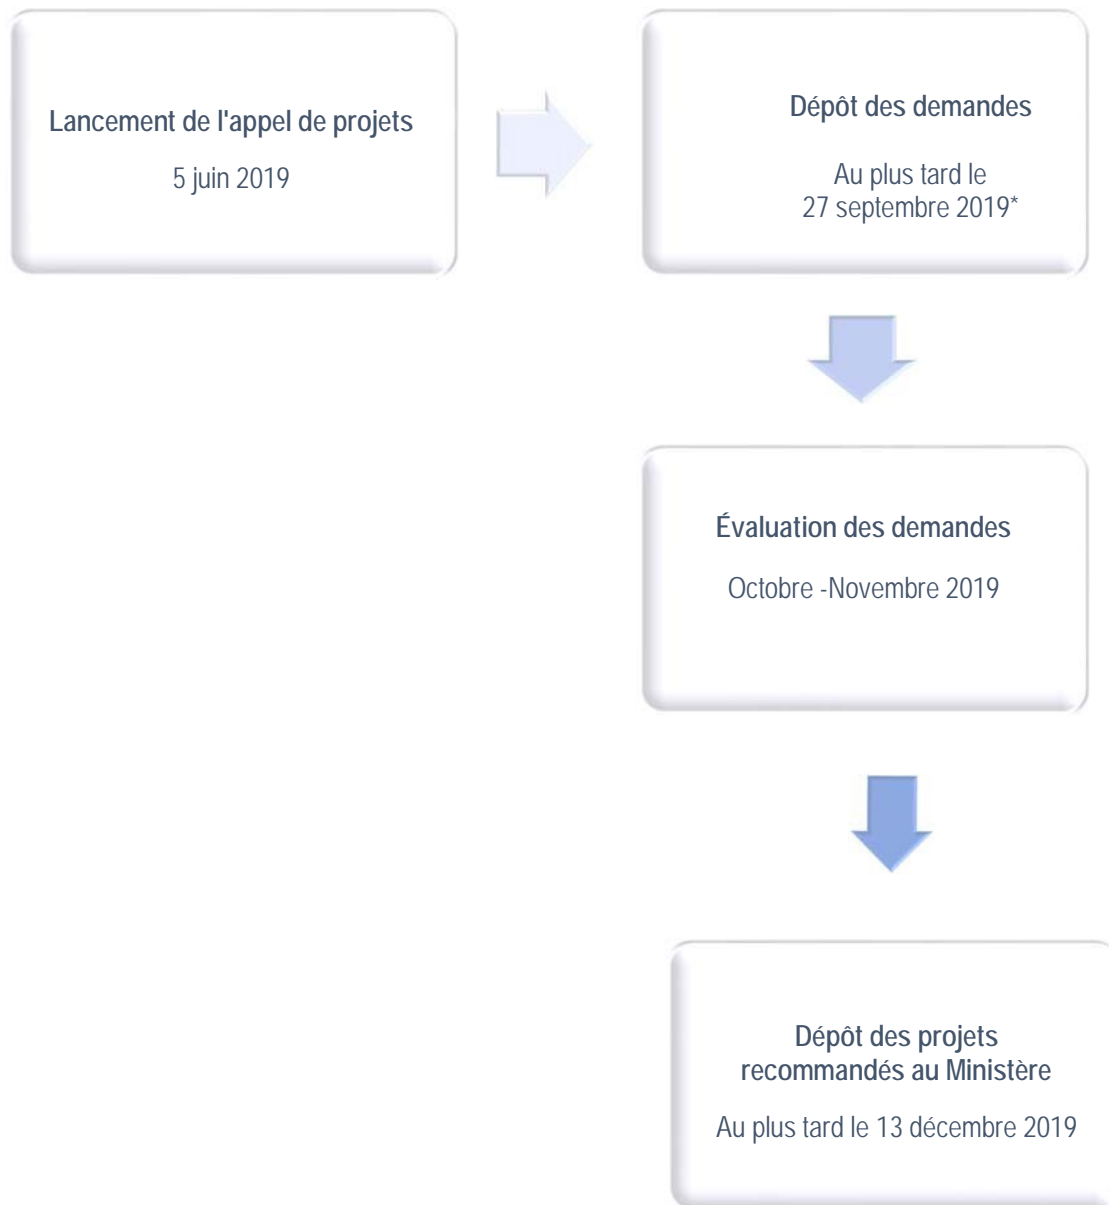 Lancement de l'appel de projets
5 juin 2019
Dépôt des demandes
Au plus tard le
27 septembre 2019*
Évaluation des demandes
Octobre -Novembre 2019
Dépôt des projets
recommandés au Ministère
Au plus tard le 13 décembre 2019